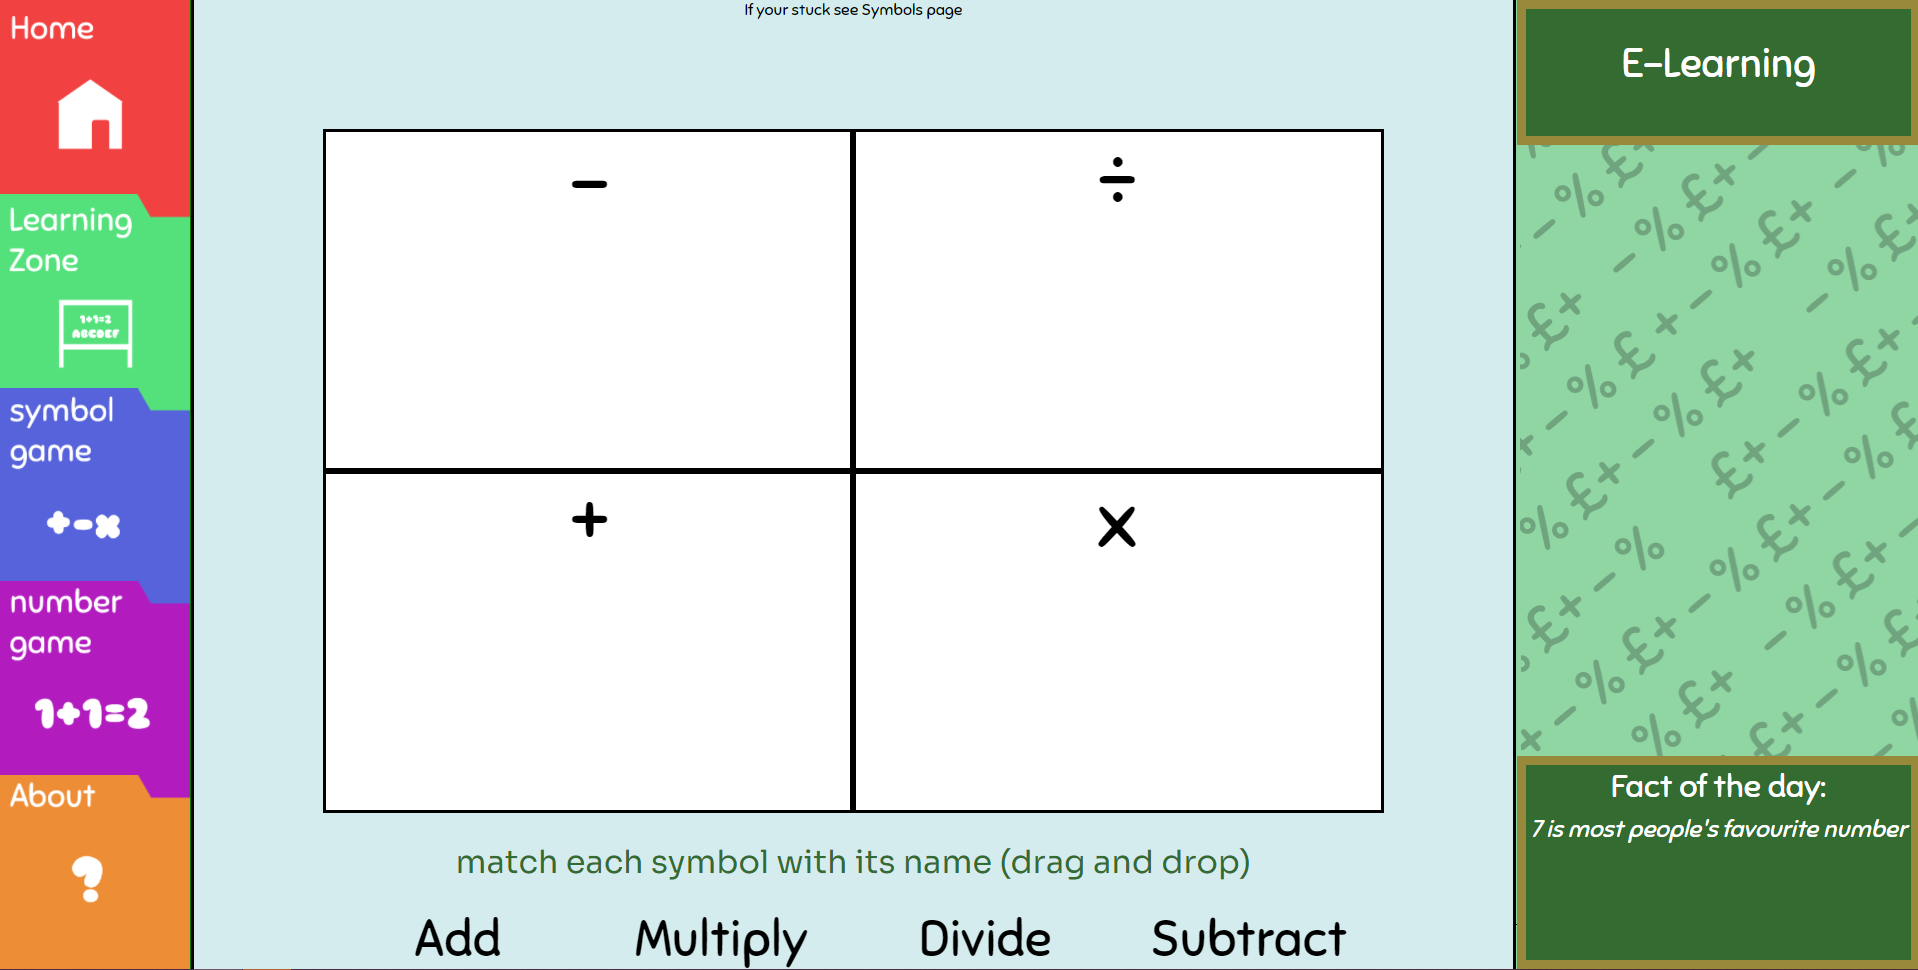 Home
Learning
Zone
1+1=2
ABCDEF
symbol
game
+-x
number
game
1+1=2
About
?
If your stuck see Symbols page
- ÷
+ x
match each symbol with its name (drag and drop)
Add Multiply Divide Subtract
E-Learning
Fact of the day:
7 is most people's favourite number